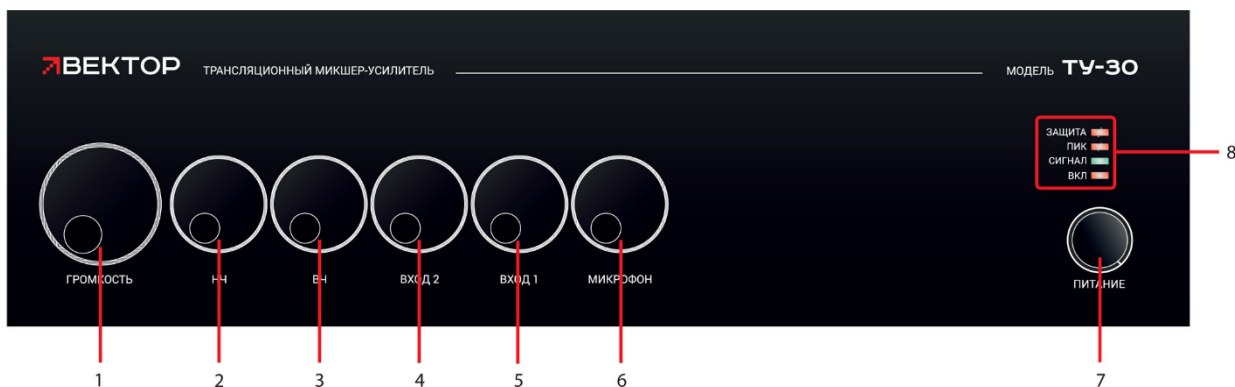 ВЕКТОР ТРАНСЛЯЦИОННЫЙ МИКШЕР-УСИЛИТЕЛЬ МОДЕЛЬ ТУ-30
ЗАЩИТА
ПИК
СИГНАЛ
ВКЛ
8
ГРОМКОСТЬ НЧ ВЧ ВХОД 2 ВХОД 1 МИКРОФОН ПИТАНИЕ
1 2 3 4 5 6 7